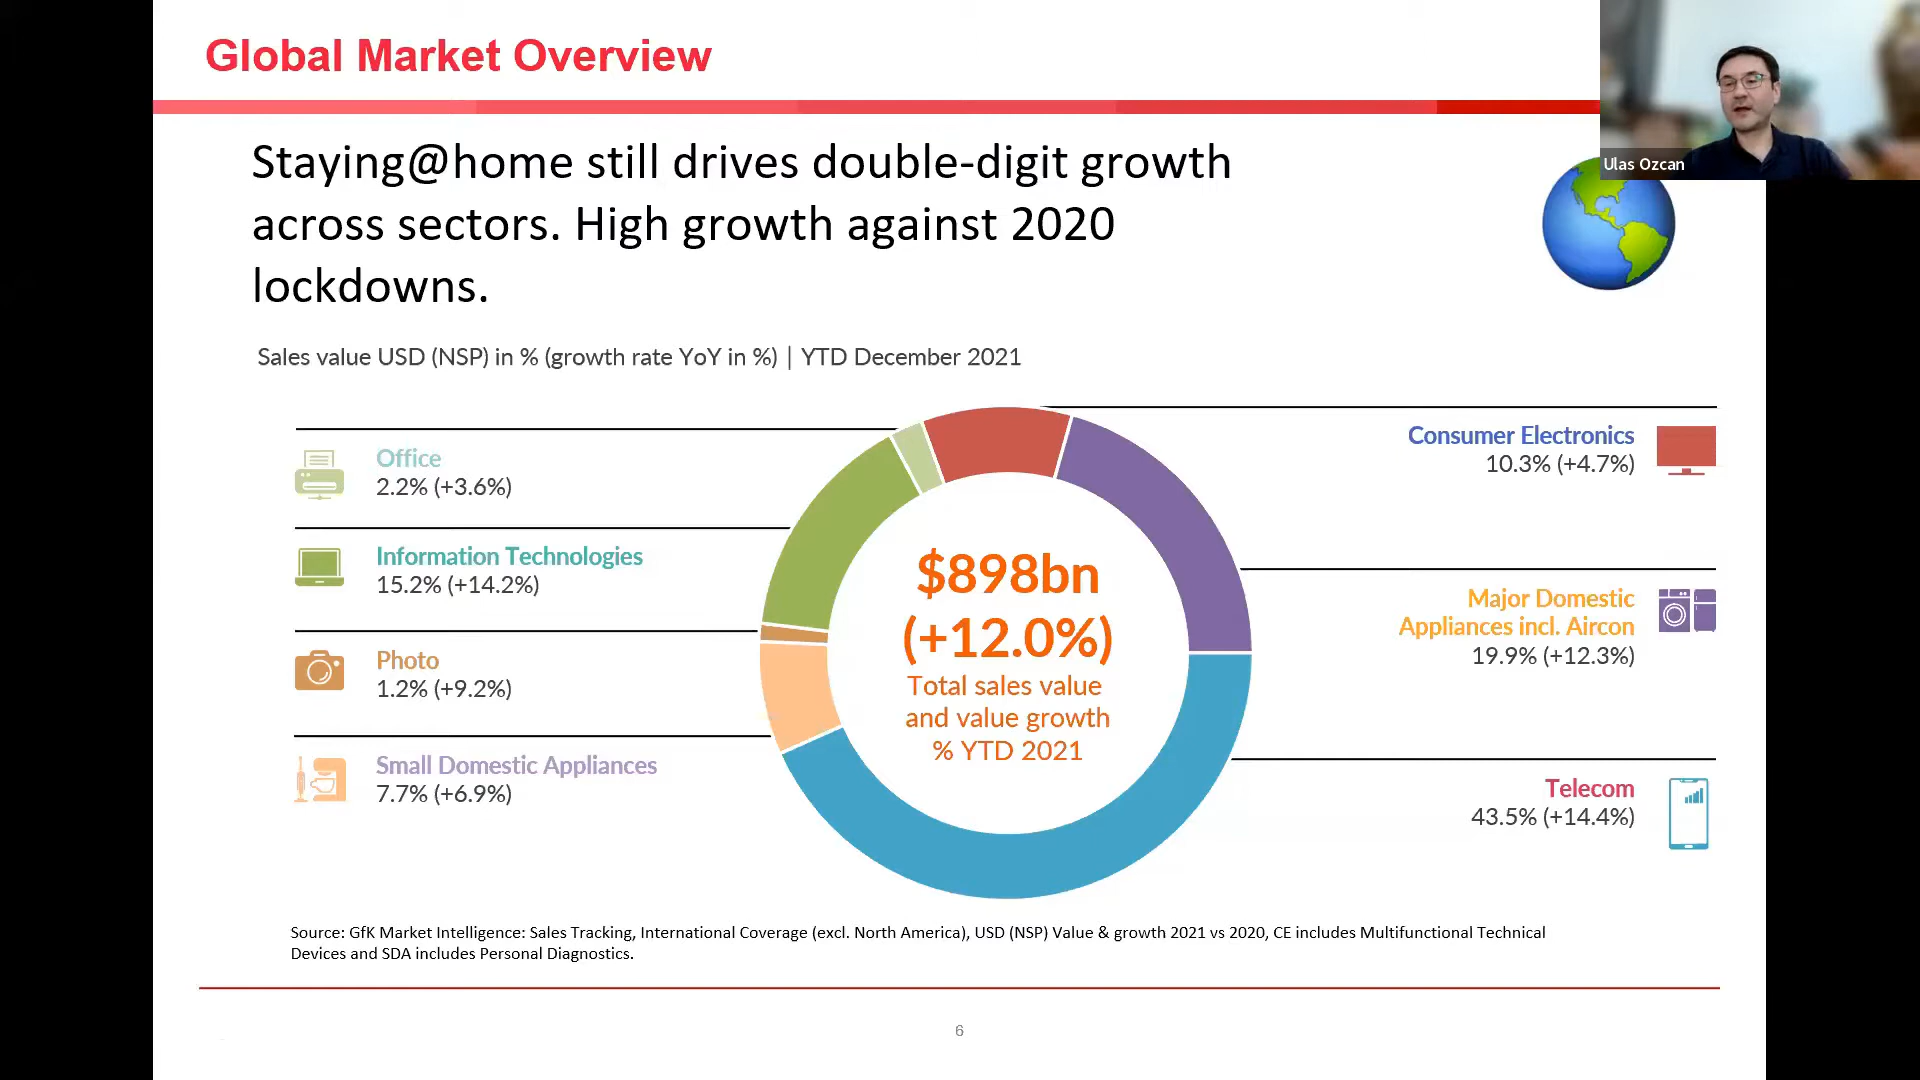 Global Market Overview
Ulas Ozcan
Staying@home still drives double-digit growth
across sectors. High growth against 2020
lockdowns.
Sales value USD (NSP) in % (growth rate YoY in %) | YTD December 2021
Office
2.2% (+3.6%)
Information Technologies
15.2% (+14.2%)
Photo
1.2% (+9.2%)
Small Domestic Appliances
7.7% (+6.9%)
$898bn
(+12.0%)
Total sales value
and value growth
% YTD 2021
Consumer Electronics
10.3% (+4.7%)
Major Domestic
Appliances incl. Aircon
19.9% (+12.3%)
Telecom
43.5% (+14.4%)
Source: GfK Market Intelligence: Sales Tracking, International Coverage (excl. North America), USD (NSP) Value & growth 2021 vs 2020, CE includes Multifunctional Technical
Devices and SDA includes Personal Diagnostics.
6